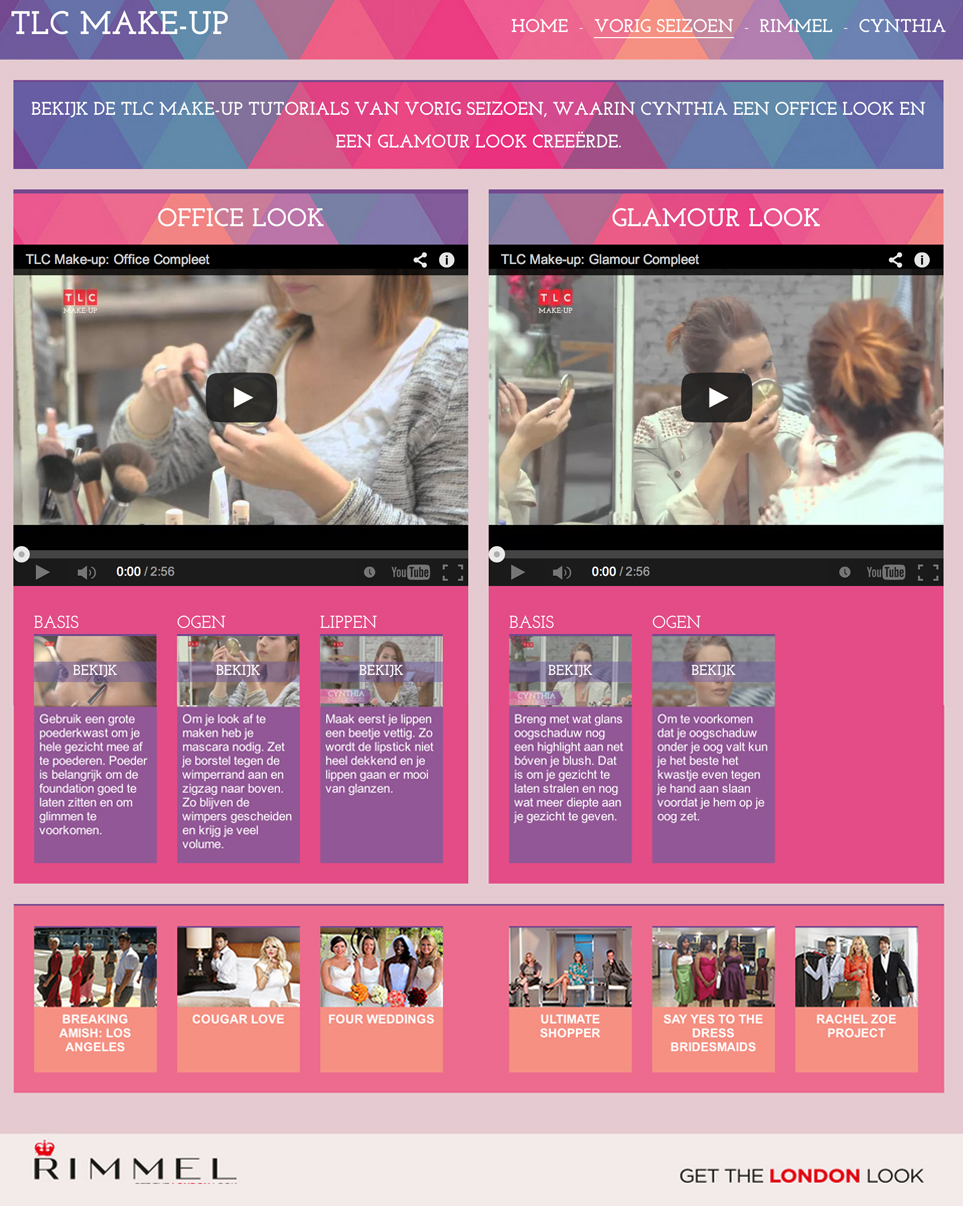 TLC MAKE-UP
HOME - VORIG SEIZOEN - RIMMEL - CYNTHIA
BEKIJK DE TLC MAKE-UP TUTORIALS VAN VORIG SEIZOEN, WAARIN CYNTHIA EEN OFFICE LOOK EN
EEN GLAMOUR LOOK CREEËRDE.
OFFICE LOOK
TLC Make-up: Office Compleet
TLC
MAKE-UP
0:00 / 2:56
YouTube
BASIS
BEKIJK
Gebruik een grote
poederkwast om je
hele gezicht mee af
te poederen. Poeder
is belangrijk om de
foundation goed te
laten zitten en om
glimmen te
voorkomen.
OGEN
BEKIJK
Om je look af te
maken heb je
mascara nodig. Zet
je borstel tegen de
wimperrand aan en
zigzag naar boven.
Zo blijven de
wimpers gescheiden
en krijg je veel
volume.
LIPPEN
BEKIJK
CYNTHIA
Maak eerst je lippen
een beetje vettig. Zo
wordt de lipstick niet
heel dekkend en je
lippen gaan er mooi
van glanzen.
GLAMOUR LOOK
TLC Make-up: Glamour Compleet
TLC
MAKE-UP
0:00 / 2:56
YouTube
BASIS
BEKIJK
CYNTHIA
Breng met wat glans
oogschaduw nog
een highlight aan net
bóven je blush. Dat
is om je gezicht te
laten stralen en nog
wat meer diepte aan
je gezicht te geven.
OGEN
BEKIJK
Om te voorkomen
dat je oogschaduw
onder je oog valt kun
je het beste het
kwastje even tegen
je hand aan slaan
voordat je hem op je
oog zet.
BREAKING
AMISH: LOS
ANGELES
COUGAR LOVE
FOUR WEDDINGS
ULTIMATE
SHOPPER
SAY YES TO THE
DRESS
BRIDESMAIDS
RACHEL ZOE
PROJECT
RIMMEL
GET THE LONDON LOOK